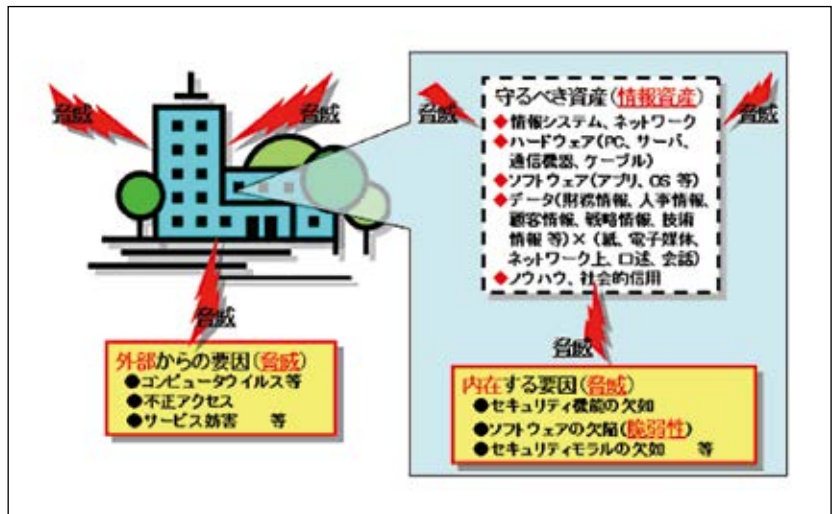 脅威
脅威
脅威
外部からの要因(脅威)
●コンピュータウイルス等
●不正アクセス
●サービス妨害 等
脅威
脅威
守るべき資産(情報資産)
◆情報システム、ネットワーク
◆ハードウェア(PC、サーバ、
通信機器、ケーブル)
◆ソフトウェア(アプリ、OS 等)
◆データ(財務情報、人事情報、
顧客情報、戦略情報、技術
情報 等)×(紙、電子媒体、
ネットワーク上、口述、会話)
◆ノウハウ、社会的信用
脅威
内在する要因(脅威)
●セキュリティ機能の欠如
●ソフトウェアの欠陥(脆弱性)
●セキュリティモラルの欠如 等